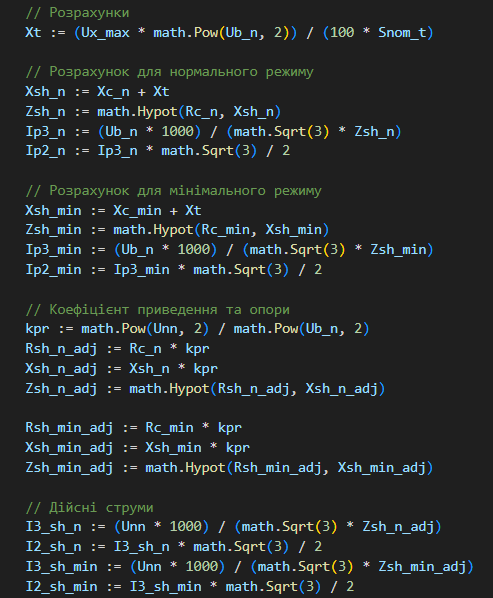 // Розрахунки
Xt := (Ux_max * math.Pow(Ub_n, 2)) / (100 * Snom_t)
// Розрахунок для нормального режиму
Xsh_n := Xc_n + Xt
Zsh_n := math.Hypot(Rc_n, Xsh_n)
Ip3_n := (Ub_n * 1000) / (math.Sqrt(3) * Zsh_n)
Ip2_n := Ip3_n * math.Sqrt(3) / 2
// Розрахунок для мінімального режиму
Xsh_min := Xc_min + Xt
Zsh_min := math.Hypot(Rc_min, Xsh_min)
Ip3_min := (Ub_n * 1000) / (math.Sqrt(3) * Zsh_min)
Ip2_min := Ip3_min * math.Sqrt(3) / 2
// Коефіцієнт приведення та опори
kpr := math.Pow(Unn, 2) / math.Pow(Ub_n, 2)
Rsh_n_adj := Rc_n * kpr
Xsh_n_adj := Xsh_n * kpr
Zsh_n_adj := math.Hypot(Rsh_n_adj, Xsh_n_adj)
Rsh_min_adj := Rc_min * kpr
Xsh_min_adj := Xsh_min * kpr
Zsh_min_adj := math.Hypot(Rsh_min_adj, Xsh_min_adj)
// Дійсні струми
I3_sh_n := (Unn * 1000) / (math.Sqrt(3) * Zsh_n_adj)
I2_sh_n := I3_sh_n * math.Sqrt(3) / 2
I3_sh_min := (Unn * 1000) / (math.Sqrt(3) * Zsh_min_adj)
I2_sh_min := I3_sh_min * math.Sqrt(3) / 2